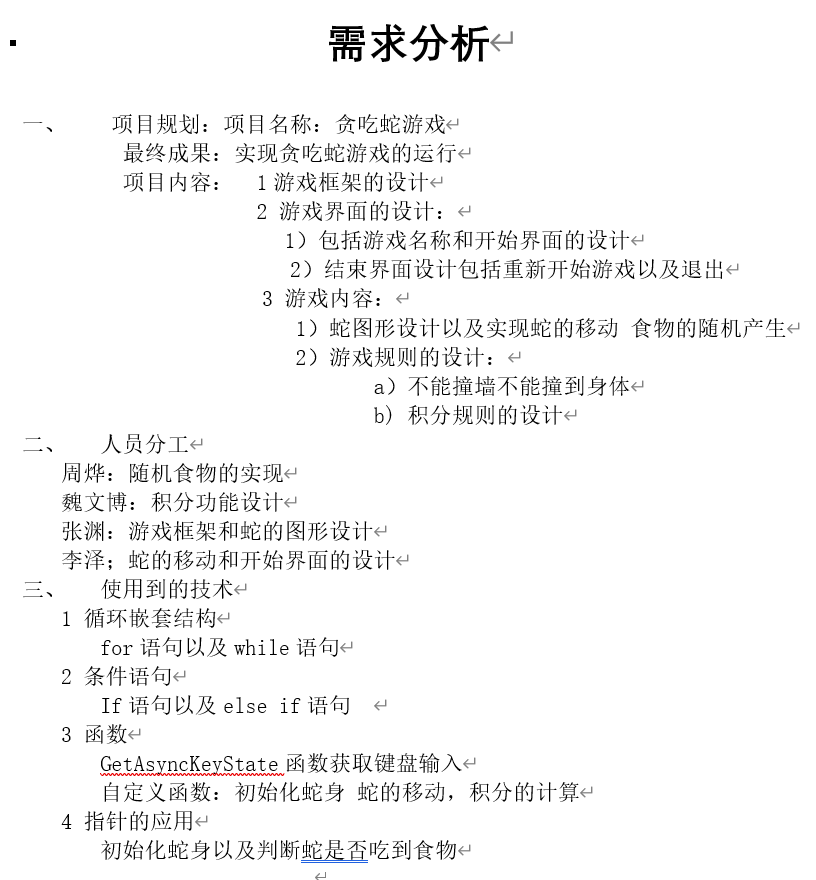 需求分析
一、 项目规划：项目名称：贪吃蛇游戏
最终成果：实现贪吃蛇游戏的运行
项目内容： 1 游戏框架的设计
2 游戏界面的设计：
1）包括游戏名称和开始界面的设计
2）结束界面设计包括重新开始游戏以及退出
3 游戏内容：
1）蛇图形设计以及实现蛇的移动 食物的随机产生
2）游戏规则的设计：
a）不能撞墙不能撞到身体
b) 积分规则的设计
二、 人员分工
周烨：随机食物的实现
魏文博：积分功能设计
张渊：游戏框架和蛇的图形设计
李泽；蛇的移动和开始界面的设计
三、 使用到的技术
1 循环嵌套结构
for 语句以及 while 语句
2 条件语句
If 语句以及 else if 语句
3 函数
GetAsyncKeyState 函数获取键盘输入
自定义函数：初始化蛇身 蛇的移动，积分的计算
4 指针的应用
初始化蛇身以及判断蛇是否吃到食物